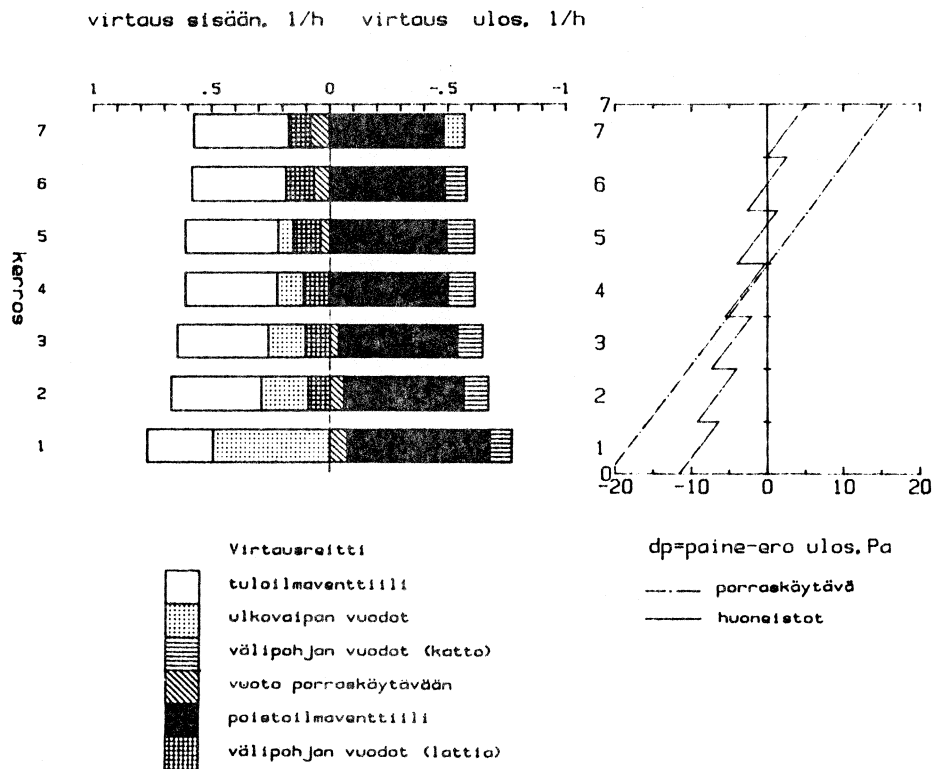 virtaus sisään, 1/h virtaus ulos, 1/h
1 .5 0 -.5 -1
7
6
5
4
3
2
1
kerros
7
7
6
5
4
3
2
1
0
-20 -10 0 10 20
dp=paine-ero ulos, Pa
porraskäytävä
huoneistot
Virtausreitti
tuloilmaventtiili
ulkovaipan vuodot
välipohjan vuodot (katto)
vuoto porraskäytävään
poistoilmaventtiili
välipohjan vuodot (lattia)